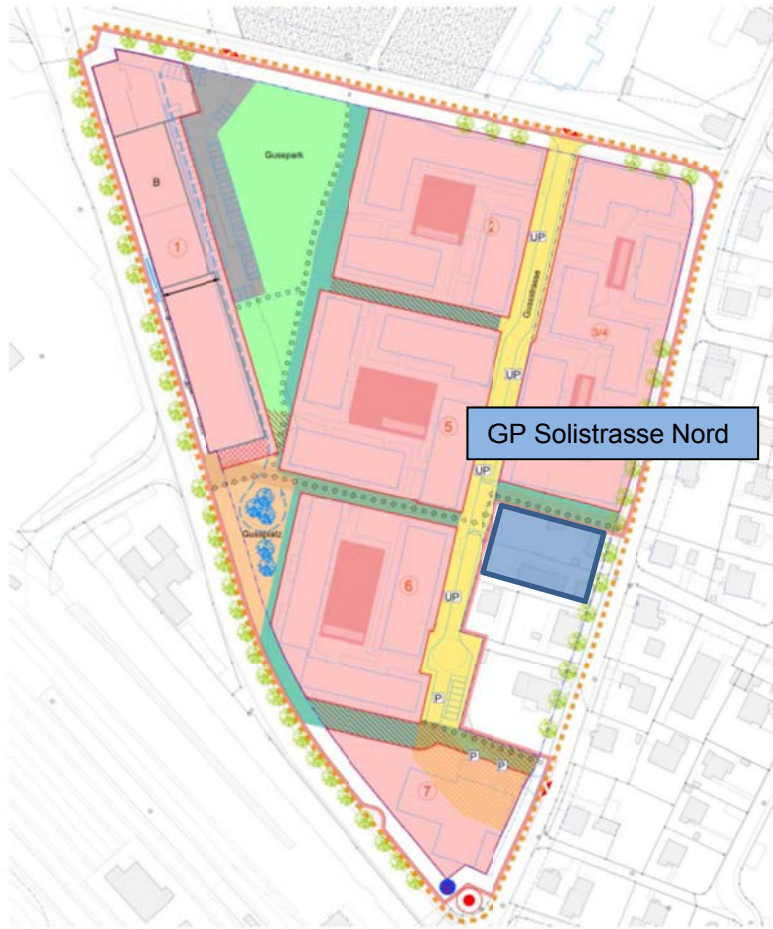 Gusspark
B
1
2
UP
Gussstrasse
3/4
UP
5
GP Solistrasse Nord
UP
Gussplatz
6
UP
P
P
P
7